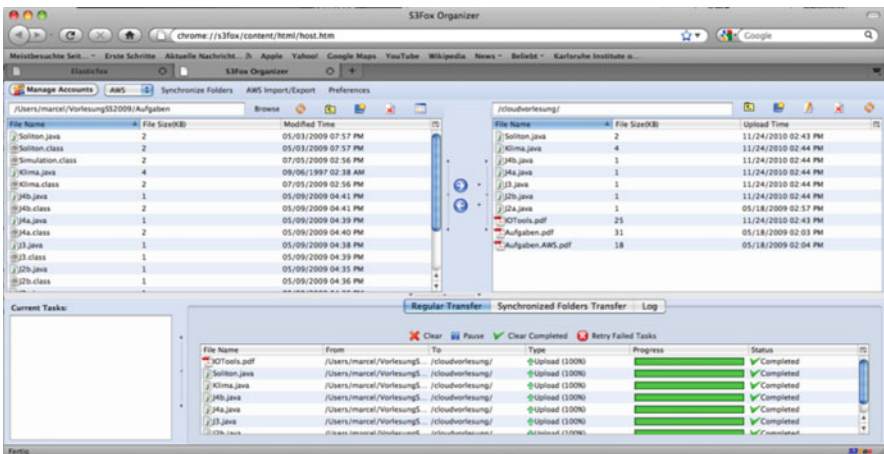 S3Fox Organizer
chrome://s3fox/content/html/host.htm
Google
Meistbesuchte Seit... Erste Schritte Aktuelle Nachricht... Apple Yahoo! Google Maps YouTube Wikipedia News Beliebt Karlsruhe Institute o...
Elasticfox S3Fox Organizer +
Manage Accounts AWS Synchronize Folders AWS Import/Export Preferences
/Users/marcel/VorlesungSS2009/Aufgaben Browse
File Name File Size(KB) Modified Time
Soliton.java 2 05/03/2009 07:57 PM
Soliton.class 2 05/03/2009 07:57 PM
Simulation.class 2 07/05/2009 02:56 PM
Klima.java 4 09/06/1997 02:38 AM
Klima.class 2 07/05/2009 02:56 PM
J4b.java 1 05/09/2009 04:41 PM
J4b.class 2 05/09/2009 04:41 PM
J4a.java 1 05/09/2009 04:39 PM
J4a.class 2 05/09/2009 04:40 PM
J3.java 1 05/09/2009 04:38 PM
J3.class 1 05/09/2009 04:39 PM
J2b.java 1 05/09/2009 04:35 PM
J2b.class 1 05/09/2009 04:36 PM
/cloudvorlesung/
File Name File Size(KB) Upload Time
Soliton.java 2 11/24/2010 02:43 PM
Klima.java 4 11/24/2010 02:44 PM
J4b.java 1 11/24/2010 02:44 PM
J4a.java 1 11/24/2010 02:44 PM
J3.java 1 11/24/2010 02:44 PM
J2b.java 1 11/24/2010 02:44 PM
J2a.java 1 05/18/2009 02:57 PM
IOTools.pdf 25 11/24/2010 02:43 PM
Aufgaben.pdf 31 05/18/2009 02:03 PM
Aufgaben.AWS.pdf 18 05/18/2009 02:04 PM
Current Tasks:
Regular Transfer Synchronized Folders Transfer Log
Clear Pause Clear Completed Retry Failed Tasks
File Name From To Type Progress Status
IOTools.pdf /Users/marcel/VorlesungS... /cloudvorlesung/ Upload (100%) Completed
Soliton.java /Users/marcel/VorlesungS... /cloudvorlesung/ Upload (100%) Completed
Klima.java /Users/marcel/VorlesungS... /cloudvorlesung/ Upload (100%) Completed
J4b.java /Users/marcel/VorlesungS... /cloudvorlesung/ Upload (100%) Completed
J4a.java /Users/marcel/VorlesungS... /cloudvorlesung/ Upload (100%) Completed
J3.java /Users/marcel/VorlesungS... /cloudvorlesung/ Upload (100%) Completed
J2b.java /Users/marcel/VorlesungS... /cloudvorlesung/ Upload (100%) Completed
Fertig